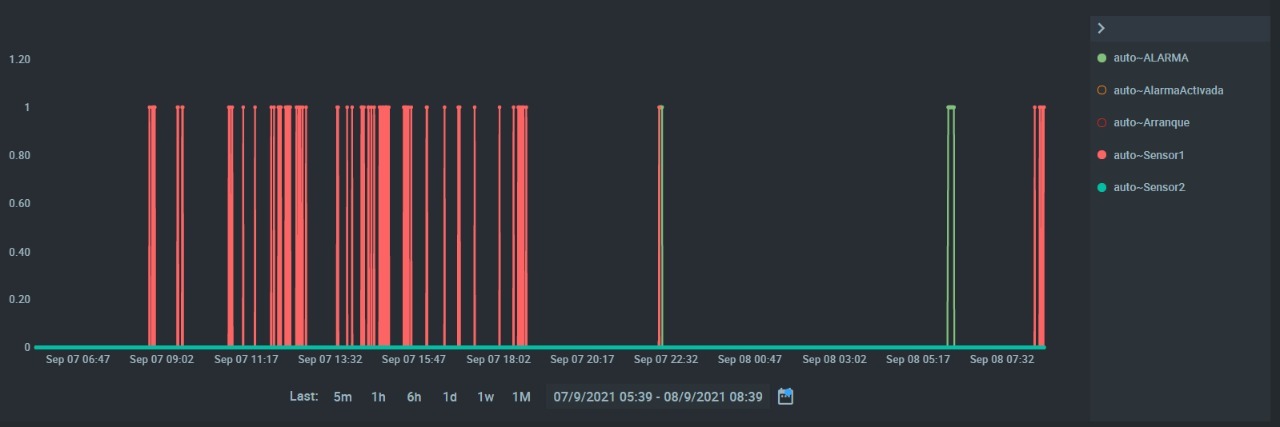 1.20
1
0.80
0.60
0.40
0.20
0
Sep 07 06:47 Sep 07 09:02 Sep 07 11:17 Sep 07 13:32 Sep 07 15:47 Sep 07 18:02 Sep 07 20:17 Sep 07 22:32 Sep 08 00:47 Sep 08 03:02 Sep 08 05:17 Sep 08 07:32
Last: 5m 1h 6h 1d 1w 1M 07/9/2021 05:39 - 08/9/2021 08:39
auto~ALARMA
auto~AlarmaActivada
auto~Arranque
auto~Sensor1
auto~Sensor2